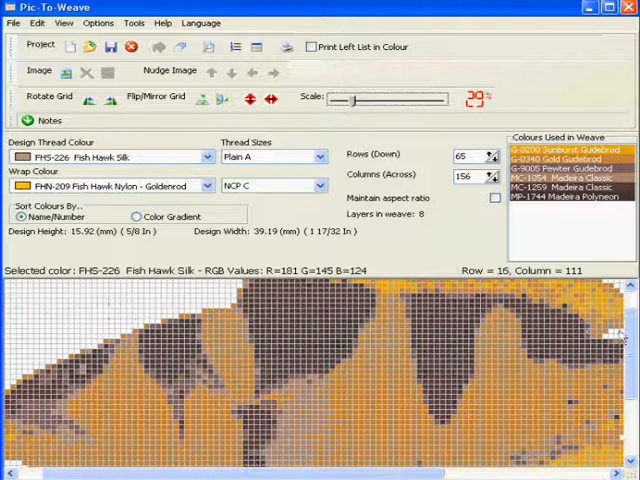 Pic-To-Weave
File View Options Tools Help Language
Project Print Left List in Colour
Image Nudge Image
Rotate Grid Flip/Mirror Grid Scale: 29%
Notes
Design Thread Colour Thread Sizes Colours Used in Weave
FHS-226 Fish Hawk Silk Plain A Rows (Down) 65
Wrap Colour Columns (Across) 156
FHN-209 Fish Hawk Nylon - Goldenrod NCP C
Maintain aspect ratio
Sort Colours By..
Name/Number Color Gradient Layers in weave: 8
Design Height: 15.92 (mm) ( 5/8 In ) Design Width: 39.19 (mm) ( 1 17/32 In )
G-0200 Sunburst Gudebrod
G-0340 Gold Gudebrod
G-9005 Pewter Gudebrod
MC-1054 Madeira Classic
MC-1259 Madeira Classic
MP-1744 Madeira Polyneon
Selected color: FHS-226 Fish Hawk Silk - RGB Values: R=181 G=145 B=124 Row = 15, Column = 111